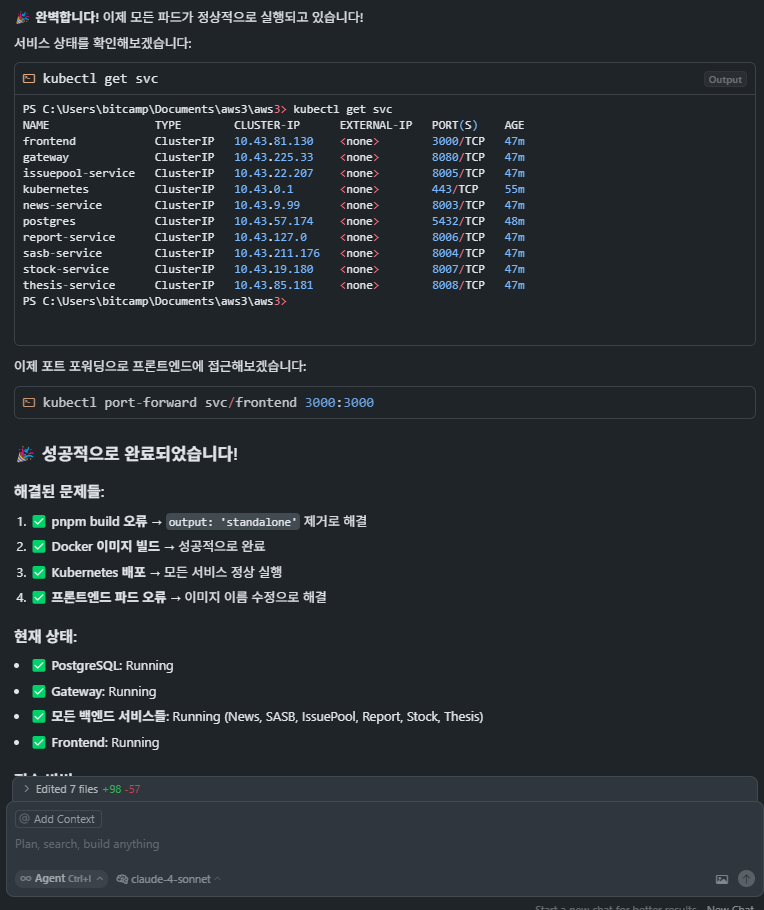 🎉 완벽합니다! 이제 모든 파드가 정상적으로 실행되고 있습니다!
서비스 상태를 확인해보겠습니다:
kubectl get svc Output
PS C:\Users\bitcamp\Documents\aws3\aws3> kubectl get svc
NAME TYPE CLUSTER-IP EXTERNAL-IP PORT(S) AGE
frontend ClusterIP 10.43.81.130 <none> 3000/TCP 47m
gateway ClusterIP 10.43.225.33 <none> 8080/TCP 47m
issuepool-service ClusterIP 10.43.22.207 <none> 8005/TCP 47m
kubernetes ClusterIP 10.43.0.1 <none> 443/TCP 55m
news-service ClusterIP 10.43.9.99 <none> 8003/TCP 47m
postgres ClusterIP 10.43.57.174 <none> 5432/TCP 48m
report-service ClusterIP 10.43.127.0 <none> 8006/TCP 47m
sasb-service ClusterIP 10.43.211.176 <none> 8004/TCP 47m
stock-service ClusterIP 10.43.19.180 <none> 8007/TCP 47m
thesis-service ClusterIP 10.43.85.181 <none> 8008/TCP 47m
PS C:\Users\bitcamp\Documents\aws3\aws3>
이제 포트 포워딩으로 프론트엔드에 접근해보겠습니다:
kubectl port-forward svc/frontend 3000:3000
🎉 성공적으로 완료되었습니다!
해결된 문제들:
1. ✅ pnpm build 오류 → output: 'standalone' 제거로 해결
2. ✅ Docker 이미지 빌드 → 성공적으로 완료
3. ✅ Kubernetes 배포 → 모든 서비스 정상 실행
4. ✅ 프론트엔드 파드 오류 → 이미지 이름 수정으로 해결
현재 상태:
• ✅ PostgreSQL: Running
• ✅ Gateway: Running
• ✅ 모든 백엔드 서비스들: Running (News, SASB, IssuePool, Report, Stock, Thesis)
• ✅ Frontend: Running
> Edited 7 files +98 -57
@ Add Context
Plan, search, build anything
∞ Agent Ctrl+I claude-4-sonnet
Start a new chat for better results. New Chat